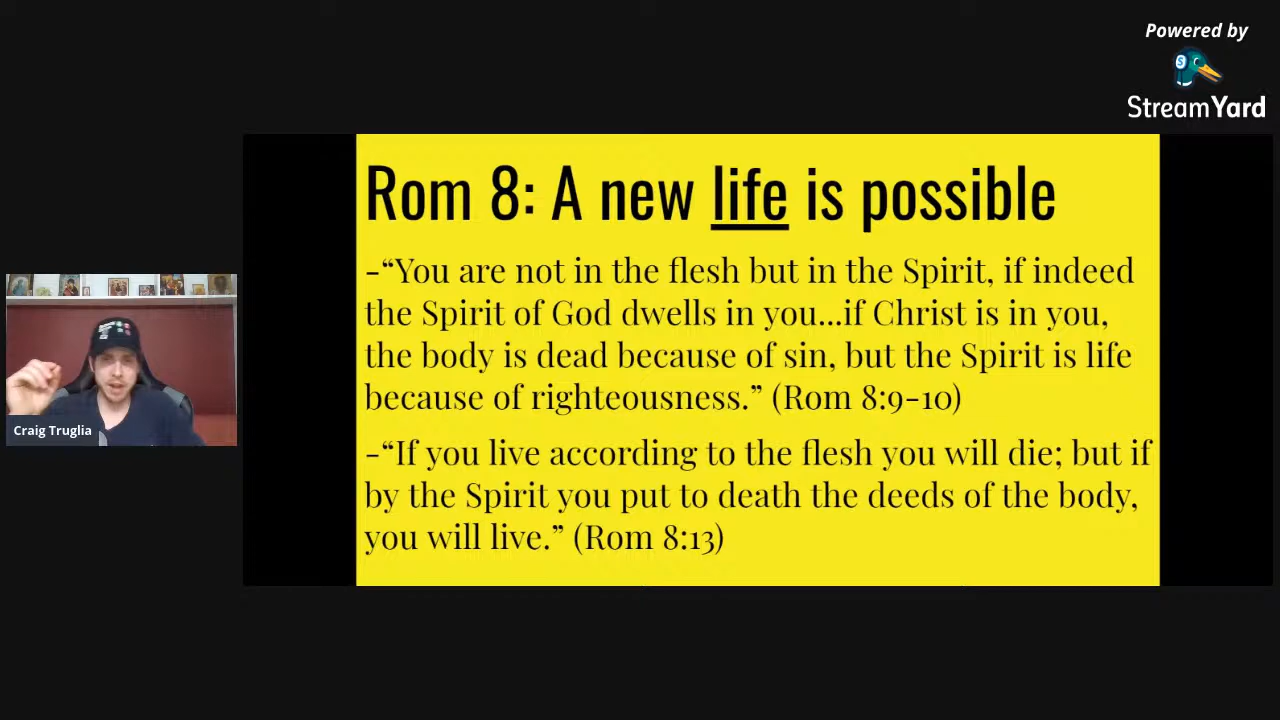 Powered by
StreamYard
Rom 8: A new life is possible
-“You are not in the flesh but in the Spirit, if indeed
the Spirit of God dwells in you...if Christ is in you,
the body is dead because of sin, but the Spirit is life
because of righteousness.” (Rom 8:9-10)
-“If you live according to the flesh you will die; but if
by the Spirit you put to death the deeds of the body,
you will live.” (Rom 8:13)
Craig Truglia